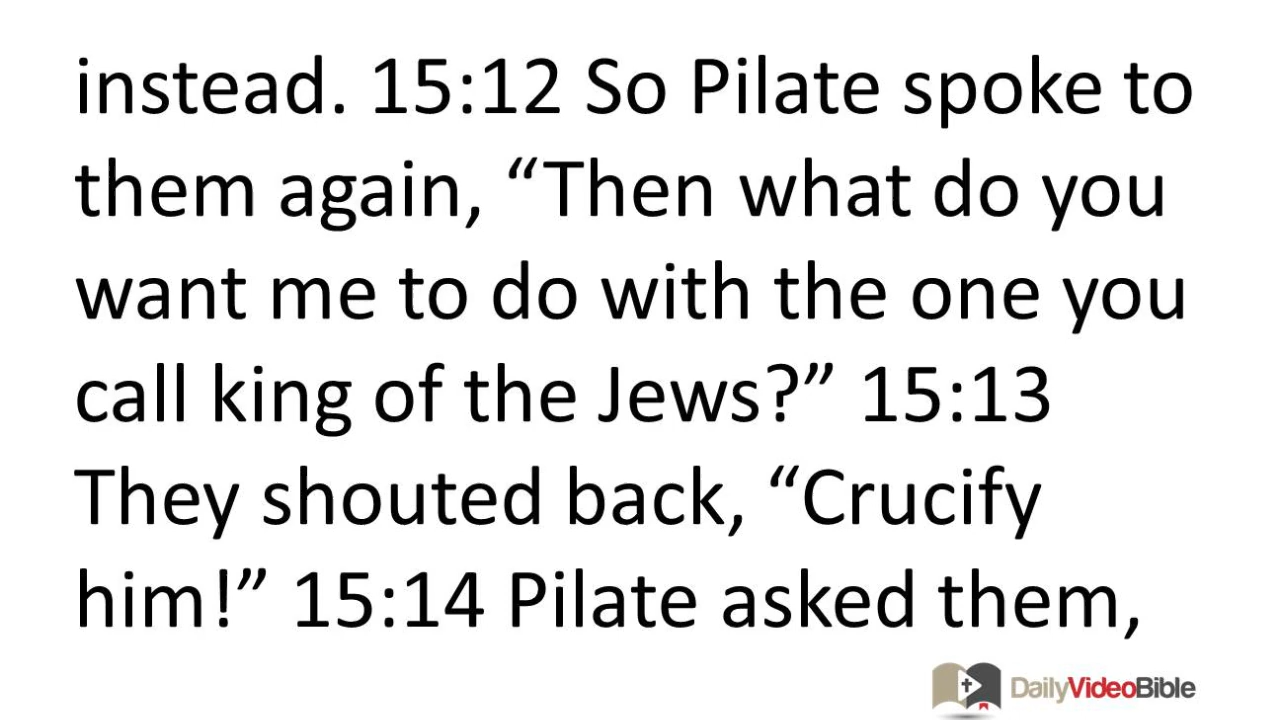 instead. 15:12 So Pilate spoke to
them again, “Then what do you
want me to do with the one you
call king of the Jews?” 15:13
They shouted back, “Crucify
him!” 15:14 Pilate asked them,
DailyVideoBible